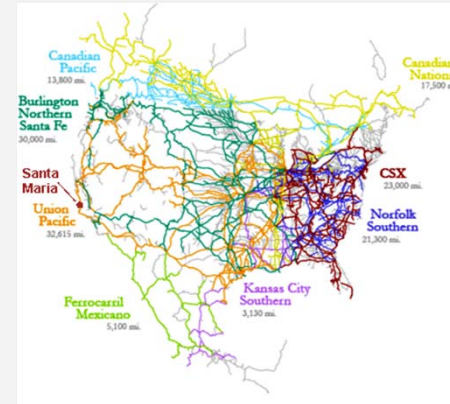 Canadian
Pacific
13,800 mi.
Canadian
Nation
17,500 m
Burlington
Northern
Santa Fe
30,000 mi.
Santa
Maria
Union
Pacific
32,615 mi.
CSX
23,000 mi.
Norfolk
Southern
21,300 mi.
Kansas City
Southern
3,130 mi.
Ferrocarril
Mexicano
5,100 mi.